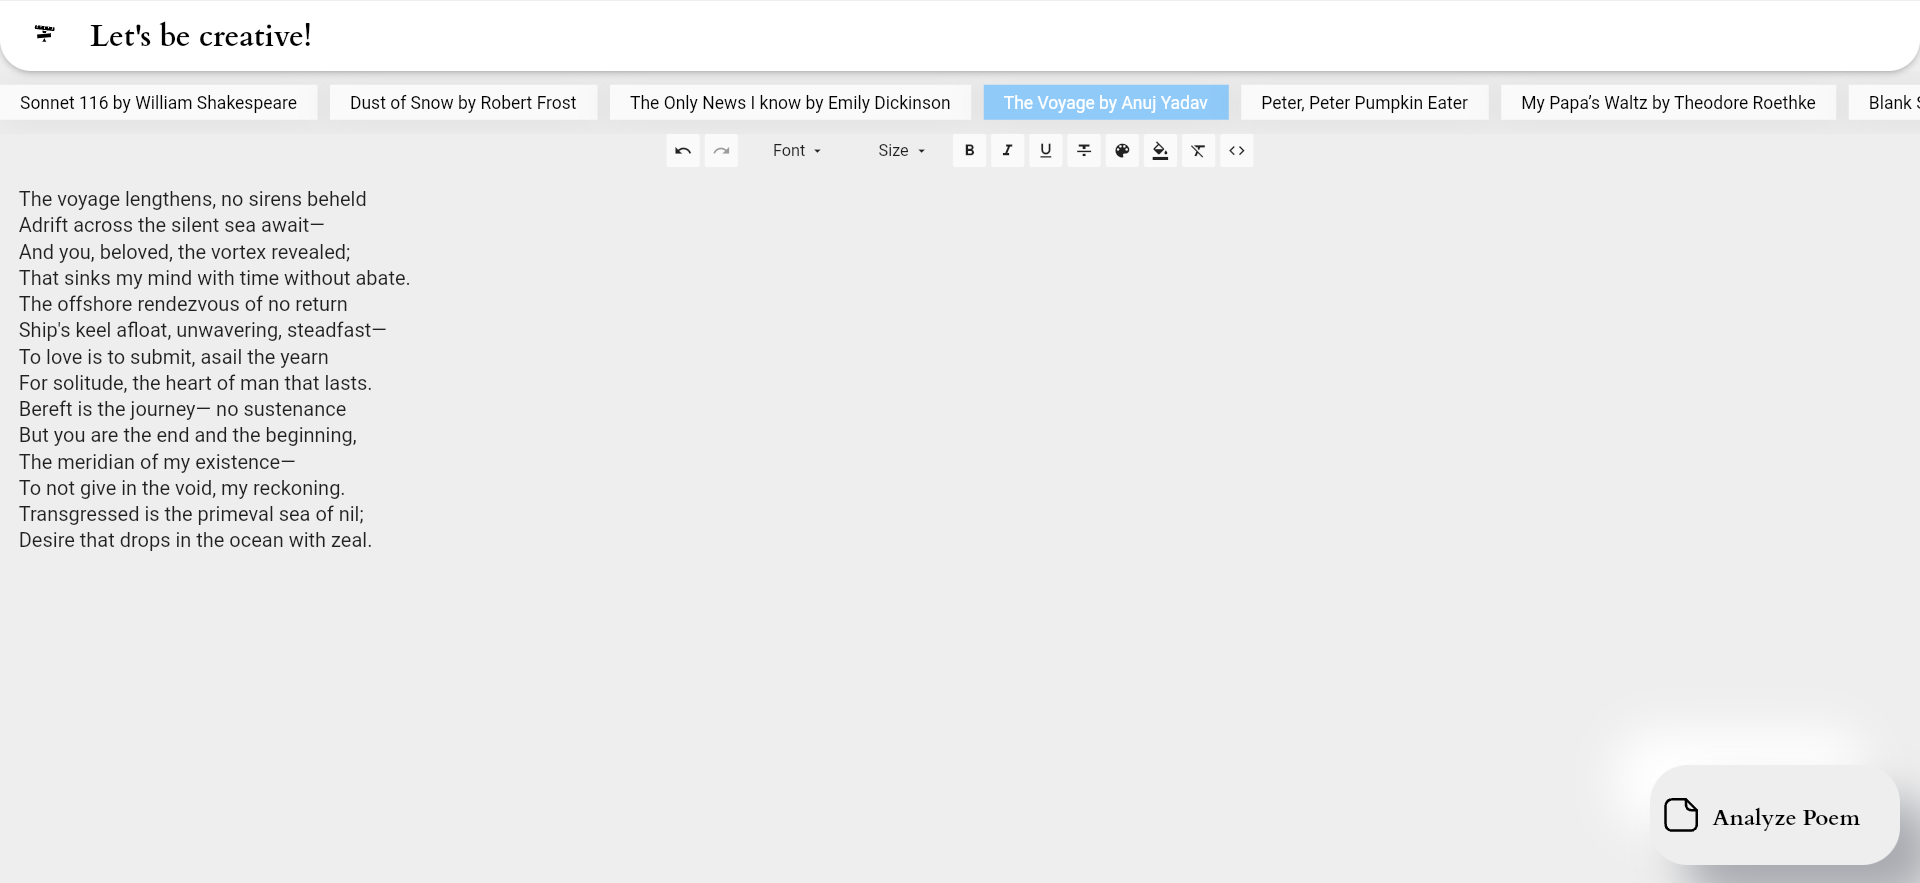 Let's be creative!
Sonnet 116 by William Shakespeare
Dust of Snow by Robert Frost
The Only News I know by Emily Dickinson
The Voyage by Anuj Yadav
Peter, Peter Pumpkin Eater
My Papa’s Waltz by Theodore Roethke
Blank S
Font
Size
B
I
U
The voyage lengthens, no sirens beheld
Adrift across the silent sea await—
And you, beloved, the vortex revealed;
That sinks my mind with time without abate.
The offshore rendezvous of no return
Ship's keel afloat, unwavering, steadfast—
To love is to submit, asail the yearn
For solitude, the heart of man that lasts.
Bereft is the journey— no sustenance
But you are the end and the beginning,
The meridian of my existence—
To not give in the void, my reckoning.
Transgressed is the primeval sea of nil;
Desire that drops in the ocean with zeal.
Analyze Poem